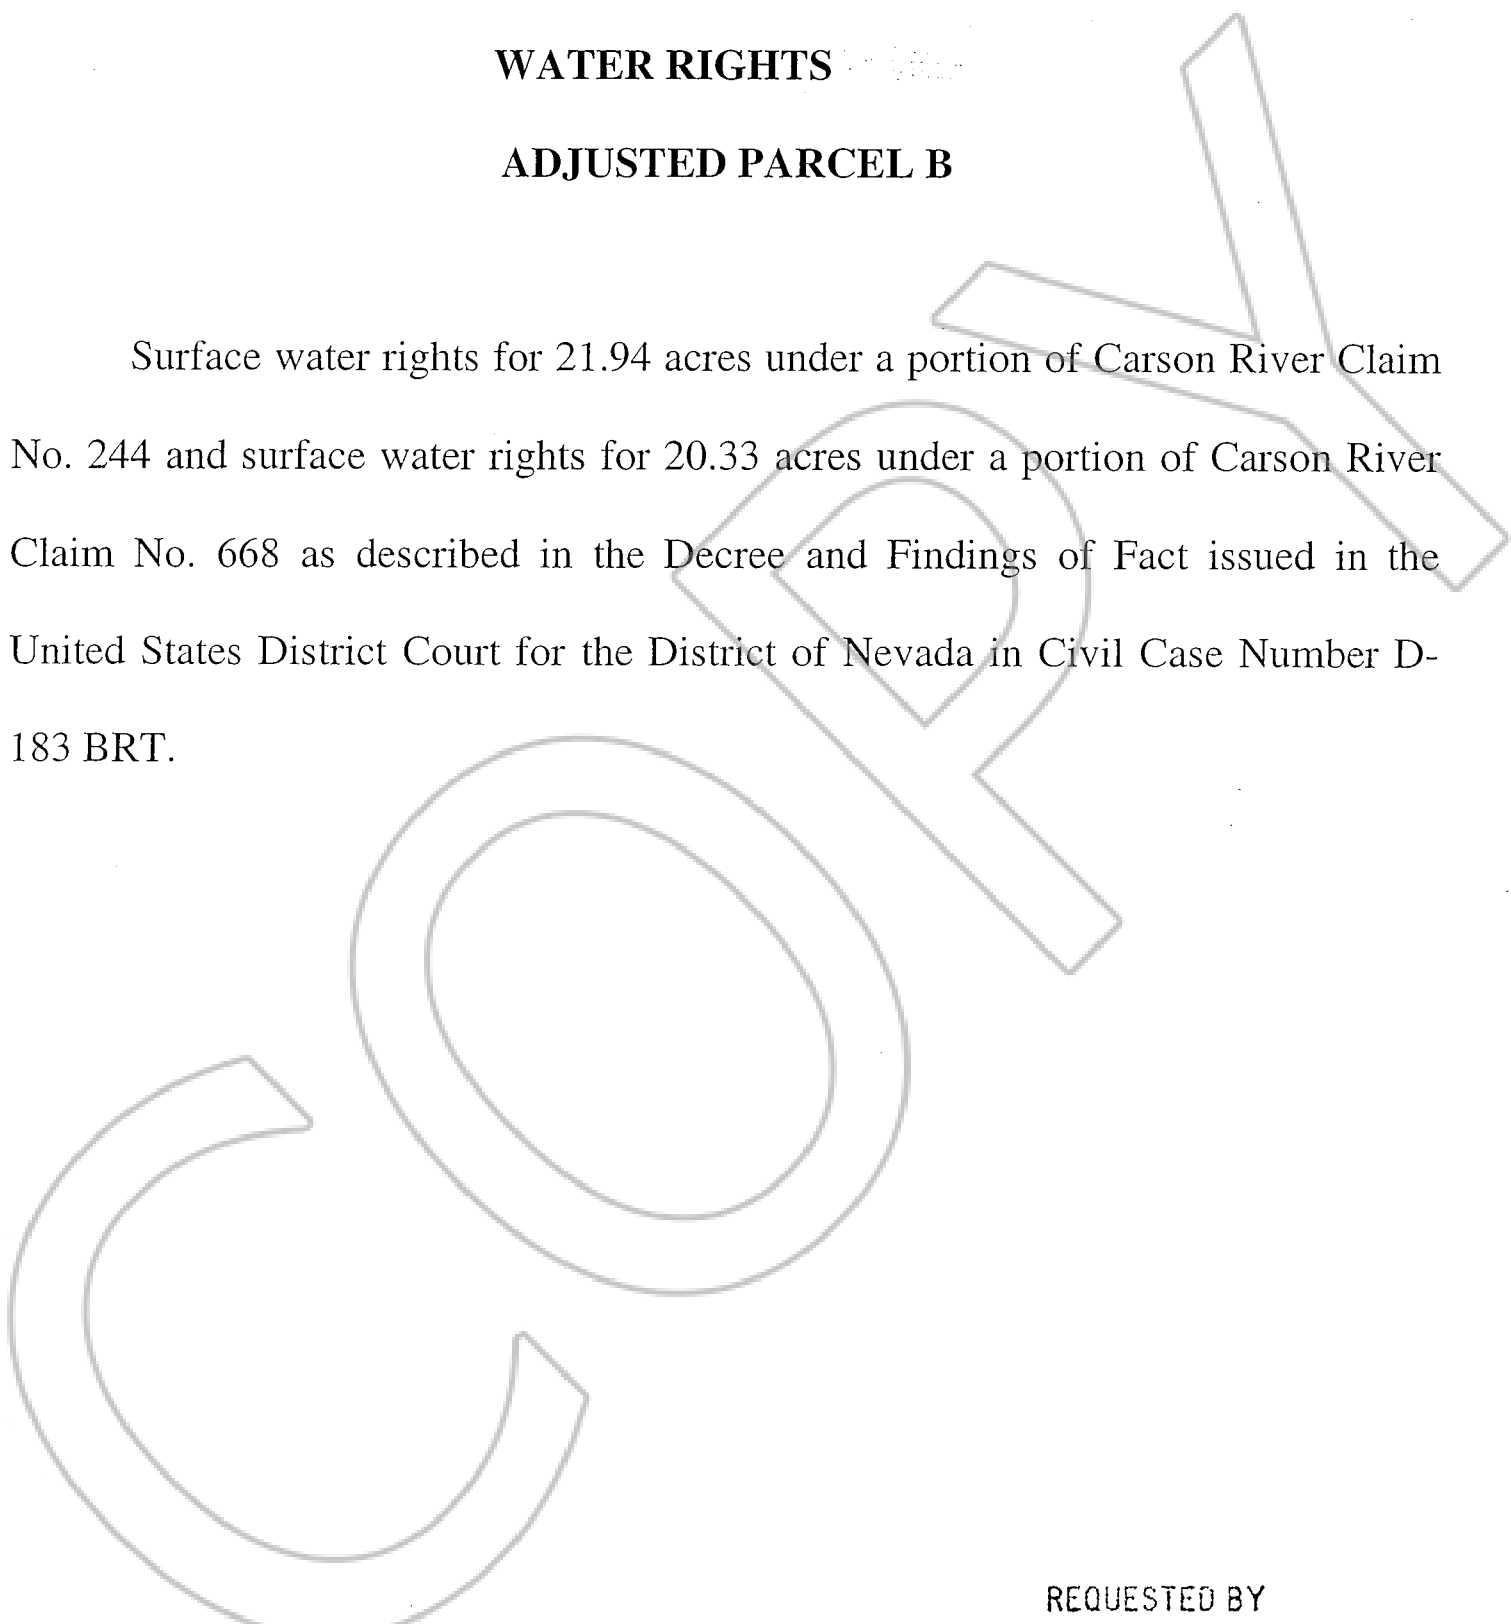 WATER RIGHTS
ADJUSTED PARCEL B
Surface water rights for 21.94 acres under a portion of Carson River Claim
No. 244 and surface water rights for 20.33 acres under a portion of Carson River
Claim No. 668 as described in the Decree and Findings of Fact issued in the
United States District Court for the District of Nevada in Civil Case Number D-
183 BRT.
COPY
REQUESTED BY